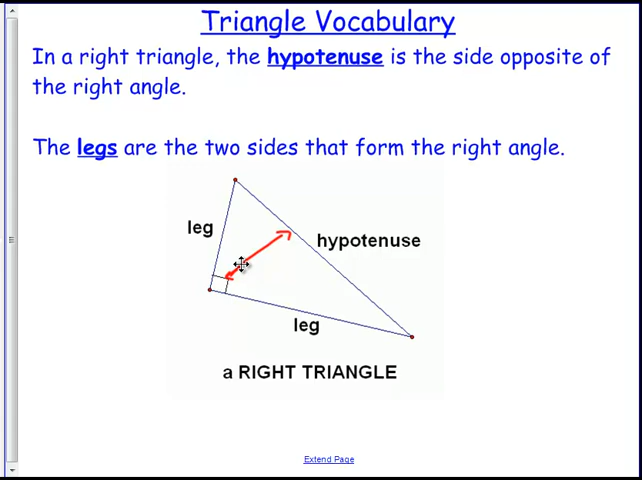 Triangle Vocabulary
In a right triangle, the hypotenuse is the side opposite of
the right angle.
The legs are the two sides that form the right angle.
leg
hypotenuse
leg
a RIGHT TRIANGLE
Extend Page